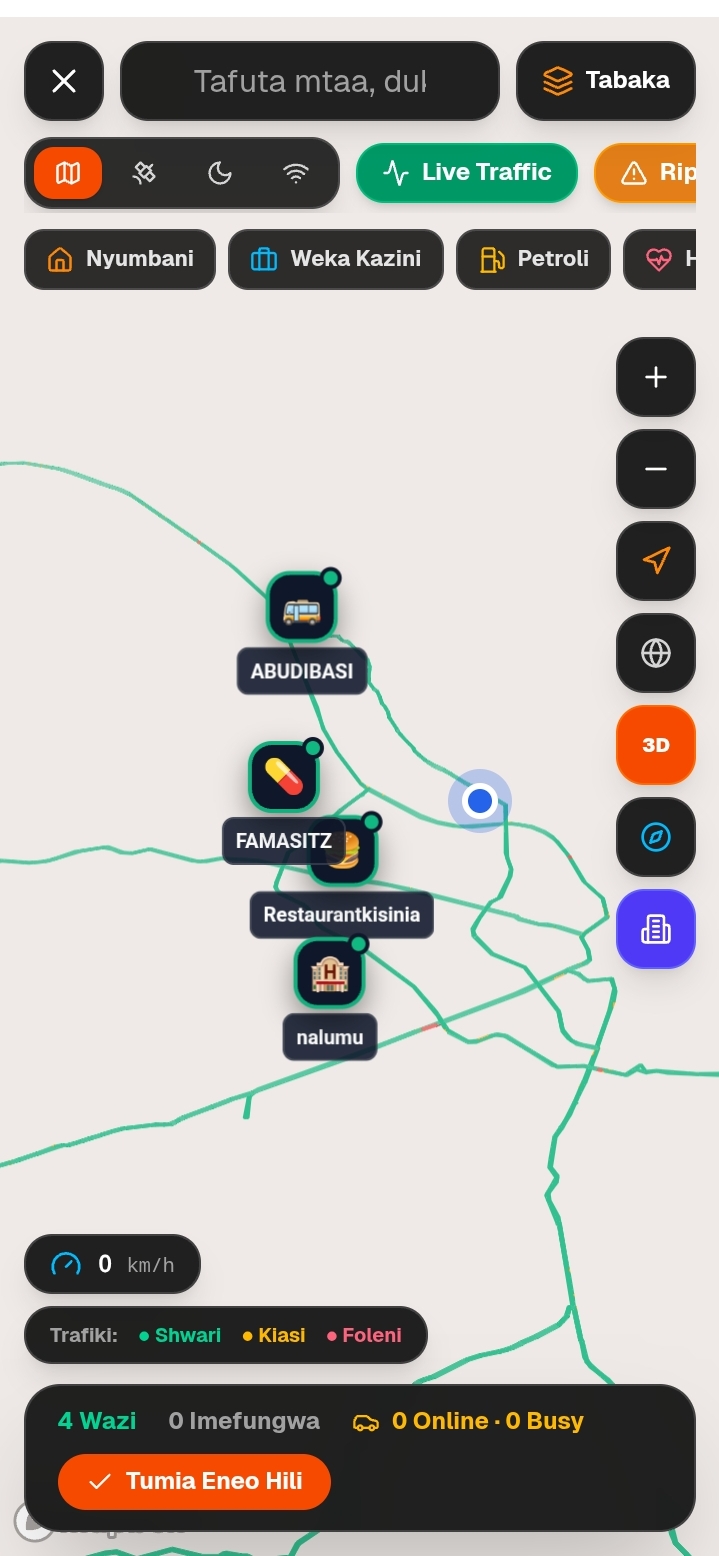 Tafuta mtaa, duk
Tabaka
Live Traffic
Rip
Nyumbani
Weka Kazini
Petroli
H
ABUDIBASI
3D
FAMASITZ
Restaurantkisinia
H
nalumu
0 km/h
Trafiki: Shwari Kiasi Foleni
4 Wazi 0 Imefungwa 0 Online · 0 Busy
Tumia Eneo Hili